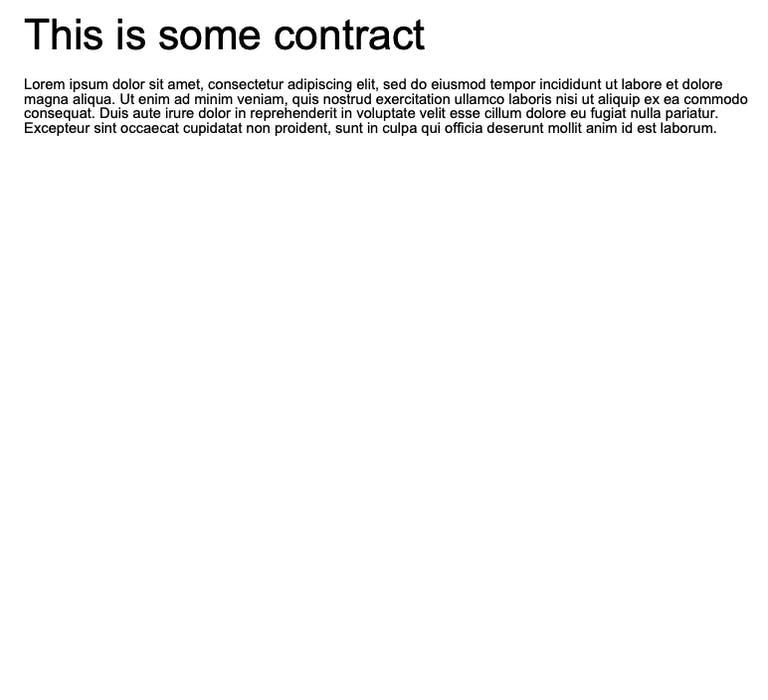 This is some contract
Lorem ipsum dolor sit amet, consectetur adipiscing elit, sed do eiusmod tempor incididunt ut labore et dolore
magna aliqua. Ut enim ad minim veniam, quis nostrud exercitation ullamco laboris nisi ut aliquip ex ea commodo
consequat. Duis aute irure dolor in reprehenderit in voluptate velit esse cillum dolore eu fugiat nulla pariatur.
Excepteur sint occaecat cupidatat non proident, sunt in culpa qui officia deserunt mollit anim id est laborum.